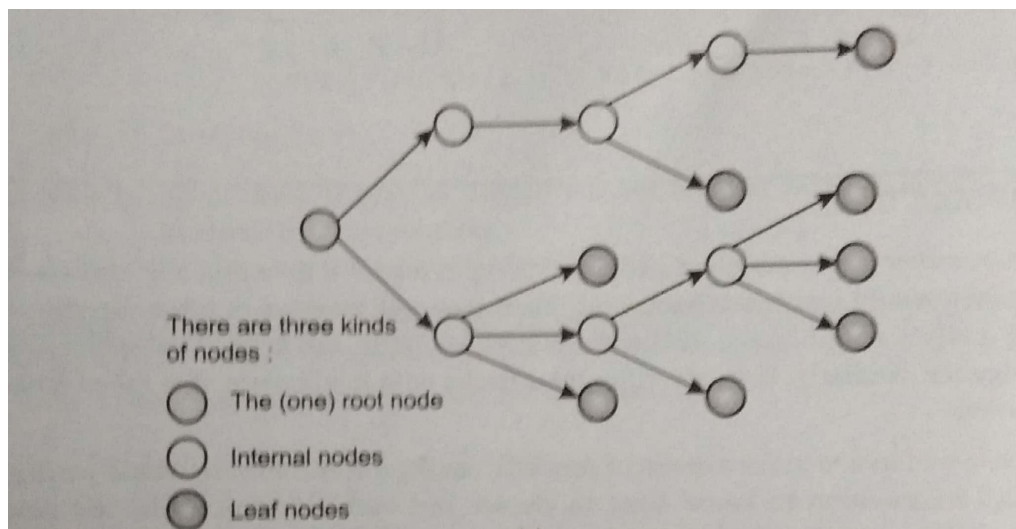 There are three kinds
of nodes :
The (one) root node
Internal nodes
Leaf nodes